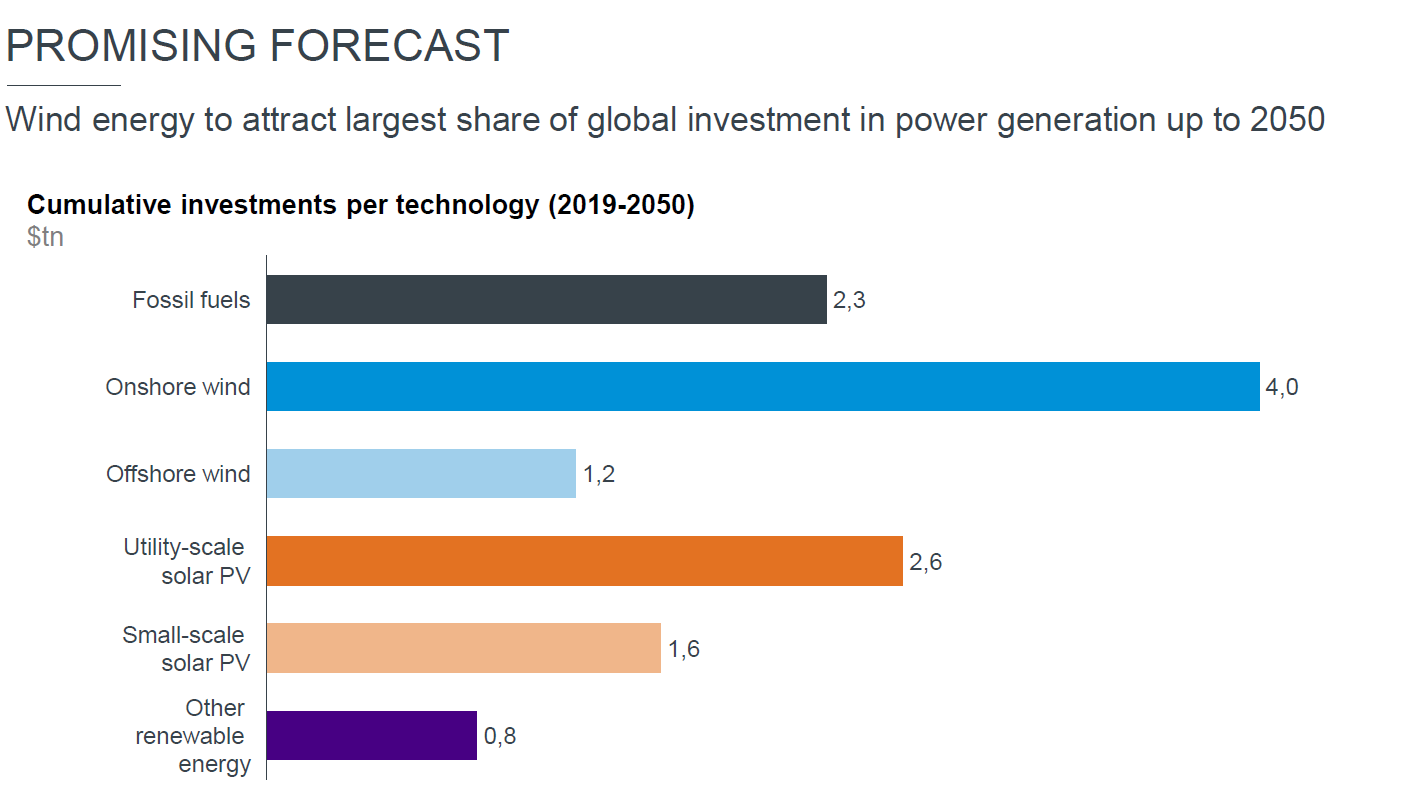 PROMISING FORECAST
Wind energy to attract largest share of global investment in power generation up to 2050
Cumulative investments per technology (2019-2050)
$tn
Fossil fuels
2,3
Onshore wind
4,0
Offshore wind
1,2
Utility-scale
solar PV
2,6
Small-scale
solar PV
1,6
Other
renewable
energy
0,8